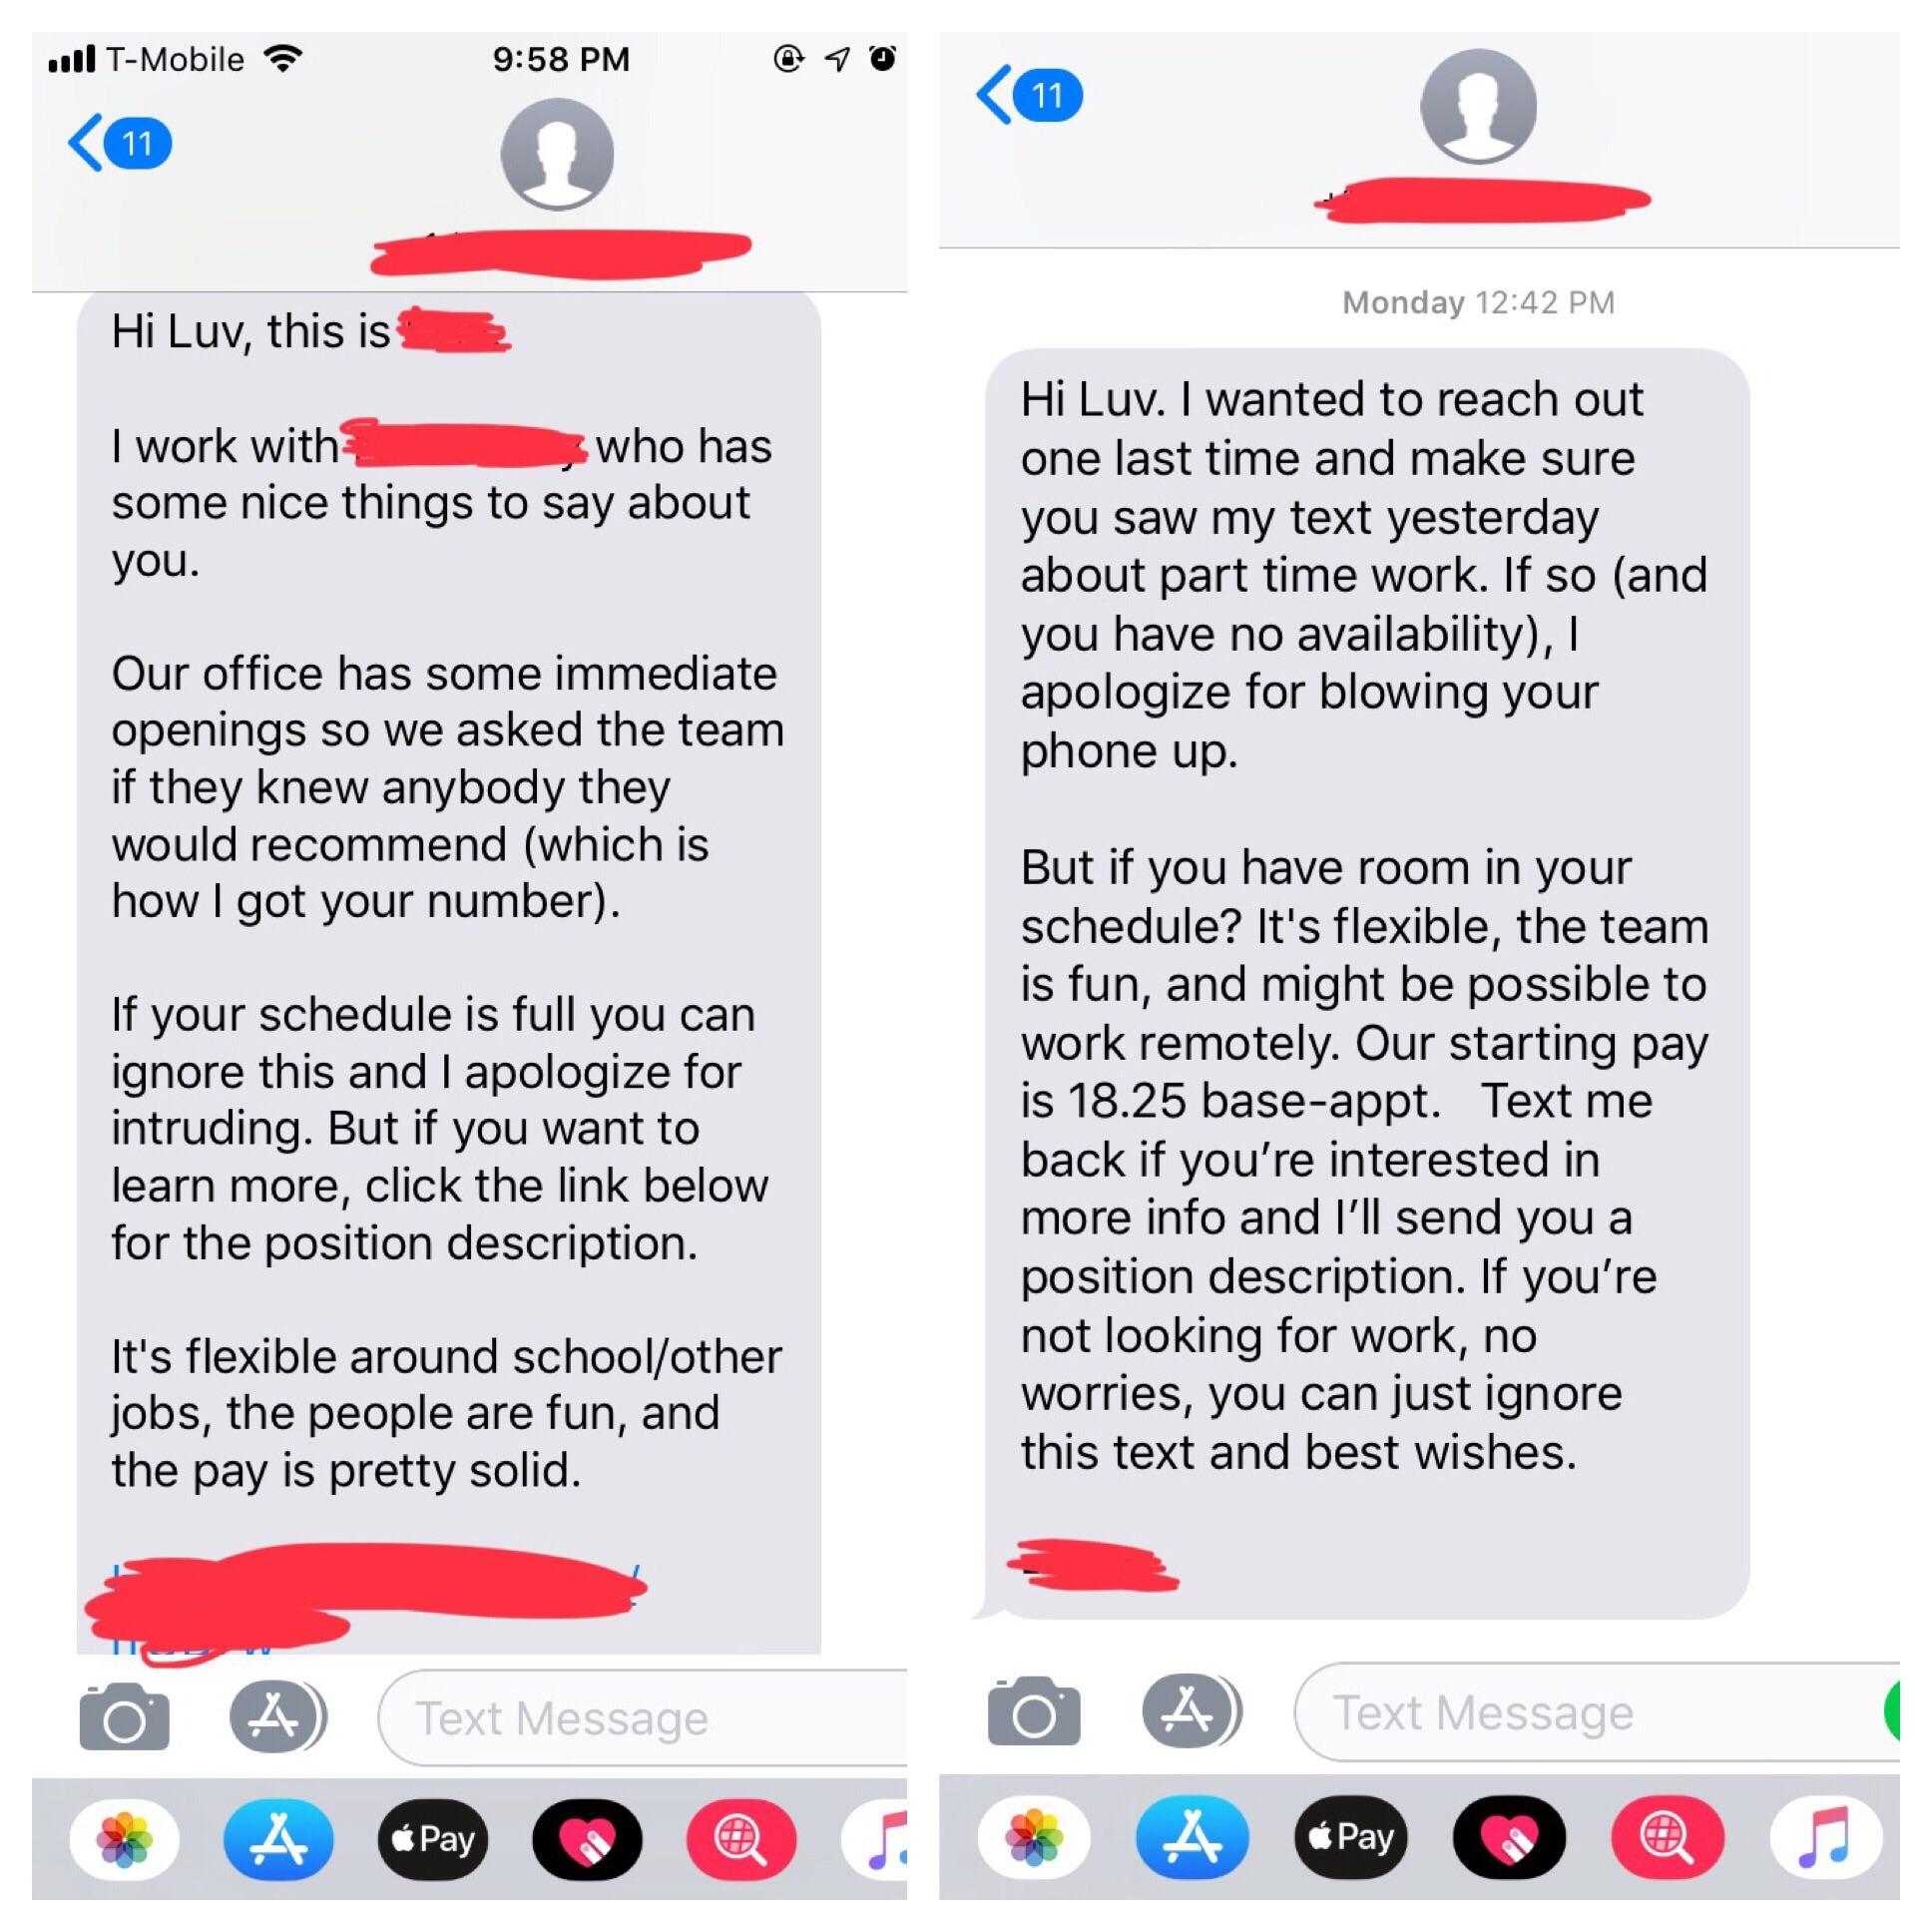 T-Mobile
9:58 PM
11
Hi Luv, this is
I work with
who has
some nice things to say about
you.
Our office has some immediate
openings so we asked the team
if they knew anybody they
would recommend (which is
how I got your number).
If your schedule is full you can
ignore this and I apologize for
intruding. But if you want to
learn more, click the link below
for the position description.
It's flexible around school/other
jobs, the people are fun, and
the pay is pretty solid.
Text Message
Pay
11
Monday 12:42 PM
Hi Luv. I wanted to reach out
one last time and make sure
you saw my text yesterday
about part time work. If so (and
you have no availability), I
apologize for blowing your
phone up.
But if you have room in your
schedule? It's flexible, the team
is fun, and might be possible to
work remotely. Our starting pay
is 18.25 base-appt.   Text me
back if you’re interested in
more info and I’ll send you a
position description. If you’re
not looking for work, no
worries, you can just ignore
this text and best wishes.
Text Message
Pay